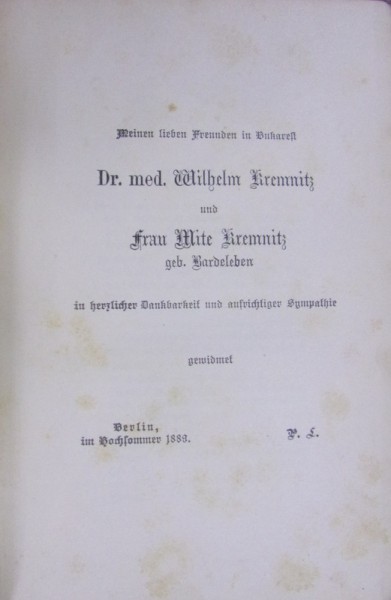 Meinen lieben Freunden in Bukarest
Dr. med. Wilhelm Kremnitz
und
Frau Mite Kremnitz
geb. Bardeleben
in herzlicher Dankbarkeit und aufrichtiger Sympathie
gewidmet
Berlin,
im Hochsommer 1888.
P. L.